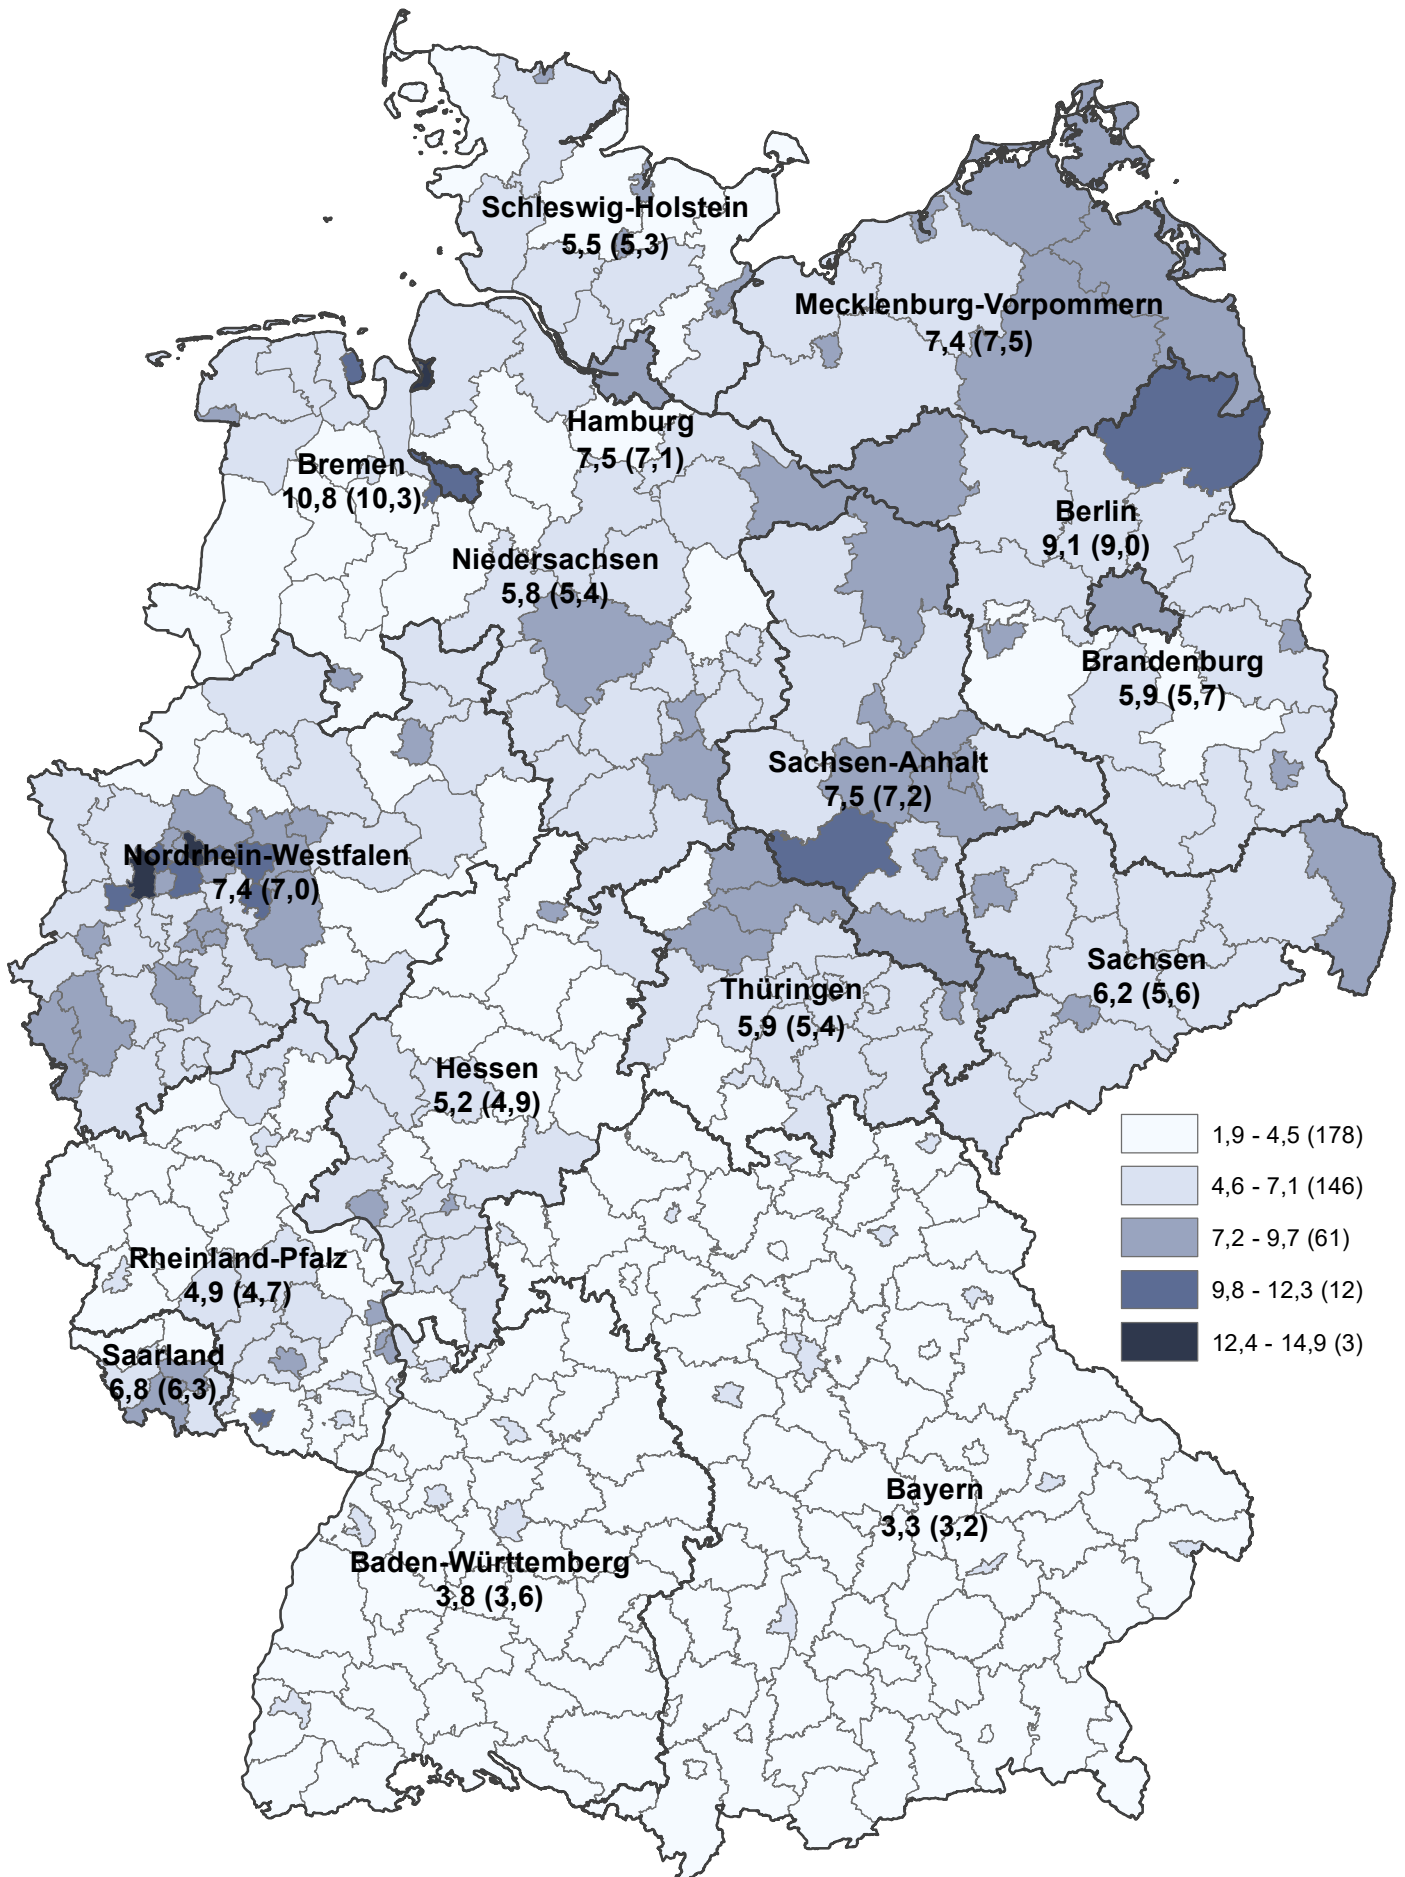 Schleswig-Holstein
5,5 (5,3)
Mecklenburg-Vorpommern
7,4 (7,5)
Hamburg
7,5 (7,1)
Bremen
10,8 (10,3)
Berlin
9,1 (9,0)
Niedersachsen
5,8 (5,4)
Brandenburg
5,9 (5,7)
Sachsen-Anhalt
7,5 (7,2)
Nordrhein-Westfalen
7,4 (7,0)
Sachsen
6,2 (5,6)
Thüringen
5,9 (5,4)
Hessen
5,2 (4,9)
1,9 - 4,5 (178)
4,6 - 7,1 (146)
7,2 - 9,7 (61)
9,8 - 12,3 (12)
12,4 - 14,9 (3)
Rheinland-Pfalz
4,9 (4,7)
Saarland
6,8 (6,3)
Bayern
3,3 (3,2)
Baden-Württemberg
3,8 (3,6)